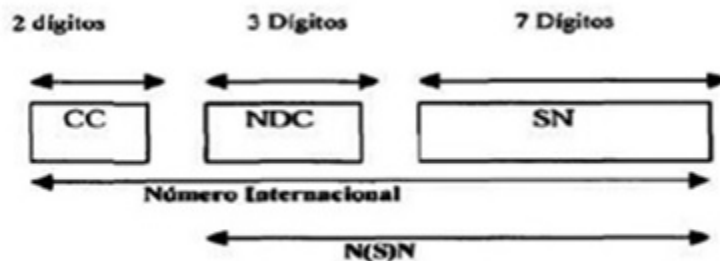 2 dígitos 3 Dígitos 7 Dígitos
CC NDC SN
Número Internacional
N(S)N